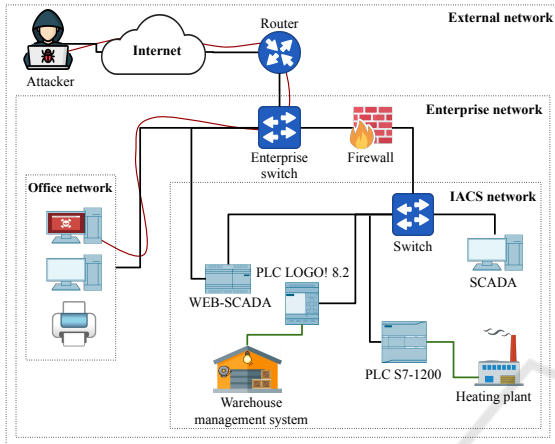 External network
Internet
Router
Attacker
Enterprise network
Enterprise
switch
Firewall
Office network
IACS network
Switch
PLC LOGO! 8.2
WEB-SCADA
SCADA
PLC S7-1200
Warehouse
management system
Heating plant